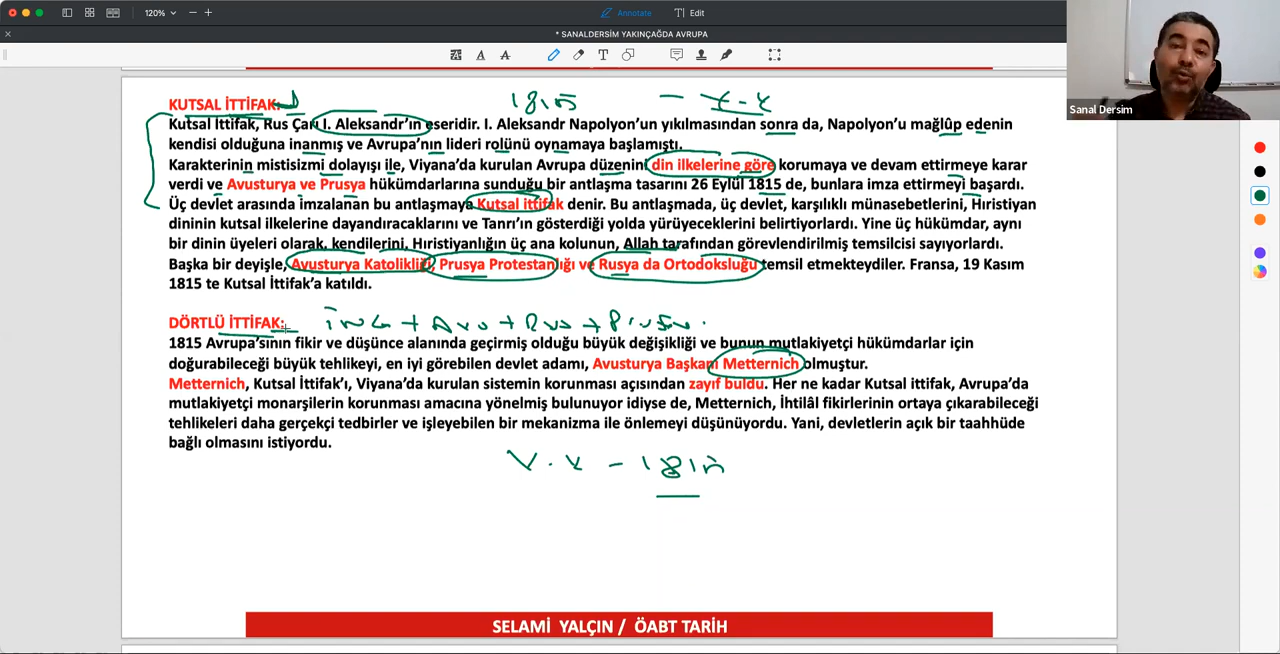 120%
Annotate
Edit
* SANALDERSİM YAKINÇAĞDA AVRUPA
Sanal Dersim
KUTSAL İTTİFAK:
1815
Kutsal İttifak, Rus Çarı I. Aleksandr'ın eseridir. I. Aleksandr Napolyon'un yıkılmasından sonra da, Napolyon'u mağlûp edenin
kendisi olduğuna inanmış ve Avrupa'nın lideri rolünü oynamaya başlamıştı.
Karakterinin mistisizmi dolayısı ile, Viyana'da kurulan Avrupa düzenini din ilkelerine göre korumaya ve devam ettirmeye karar
verdi ve Avusturya ve Prusya hükümdarlarına sunduğu bir antlaşma tasarını 26 Eylül 1815 de, bunlara imza ettirmeyi başardı.
Üç devlet arasında imzalanan bu antlaşmaya Kutsal ittifak denir. Bu antlaşmada, üç devlet, karşılıklı münasebetlerini, Hıristiyan
dininin kutsal ilkelerine dayandıracaklarını ve Tanrı'ın gösterdiği yolda yürüyeceklerini belirtiyorlardı. Yine üç hükümdar, aynı
bir dinin üyeleri olarak, kendilerini, Hıristiyanlığın üç ana kolunun, Allah tarafından görevlendirilmiş temsilcisi sayıyorlardı.
Başka bir deyişle, Avusturya Katolikliği, Prusya Protestanlığı ve Rusya da Ortodoksluğu temsil etmekteydiler. Fransa, 19 Kasım
1815 te Kutsal İttifak'a katıldı.
DÖRTLÜ İTTİFAK:
İNG + AVU + RUS +
1815 Avrupa'sının fikir ve düşünce alanında geçirmiş olduğu büyük değişikliği ve bunun mutlakiyetçi hükümdarlar için
doğurabileceği büyük tehlikeyi, en iyi görebilen devlet adamı, Avusturya Başkanı Metternich olmuştur.
Metternich, Kutsal İttifak'ı, Viyana'da kurulan sistemin korunması açısından zayıf buldu. Her ne kadar Kutsal ittifak, Avrupa'da
mutlakiyetçi monarşilerin korunması amacına yönelmiş bulunuyor idiyse de, Metternich, İhtilâl fikirlerinin ortaya çıkarabileceği
tehlikeleri daha gerçekçi tedbirler ve işleyebilen bir mekanizma ile önlemeyi düşünüyordu. Yani, devletlerin açık bir taahhüde
bağlı olmasını istiyordu.
1815
SELAMİ YALÇIN / ÖABT TARİH